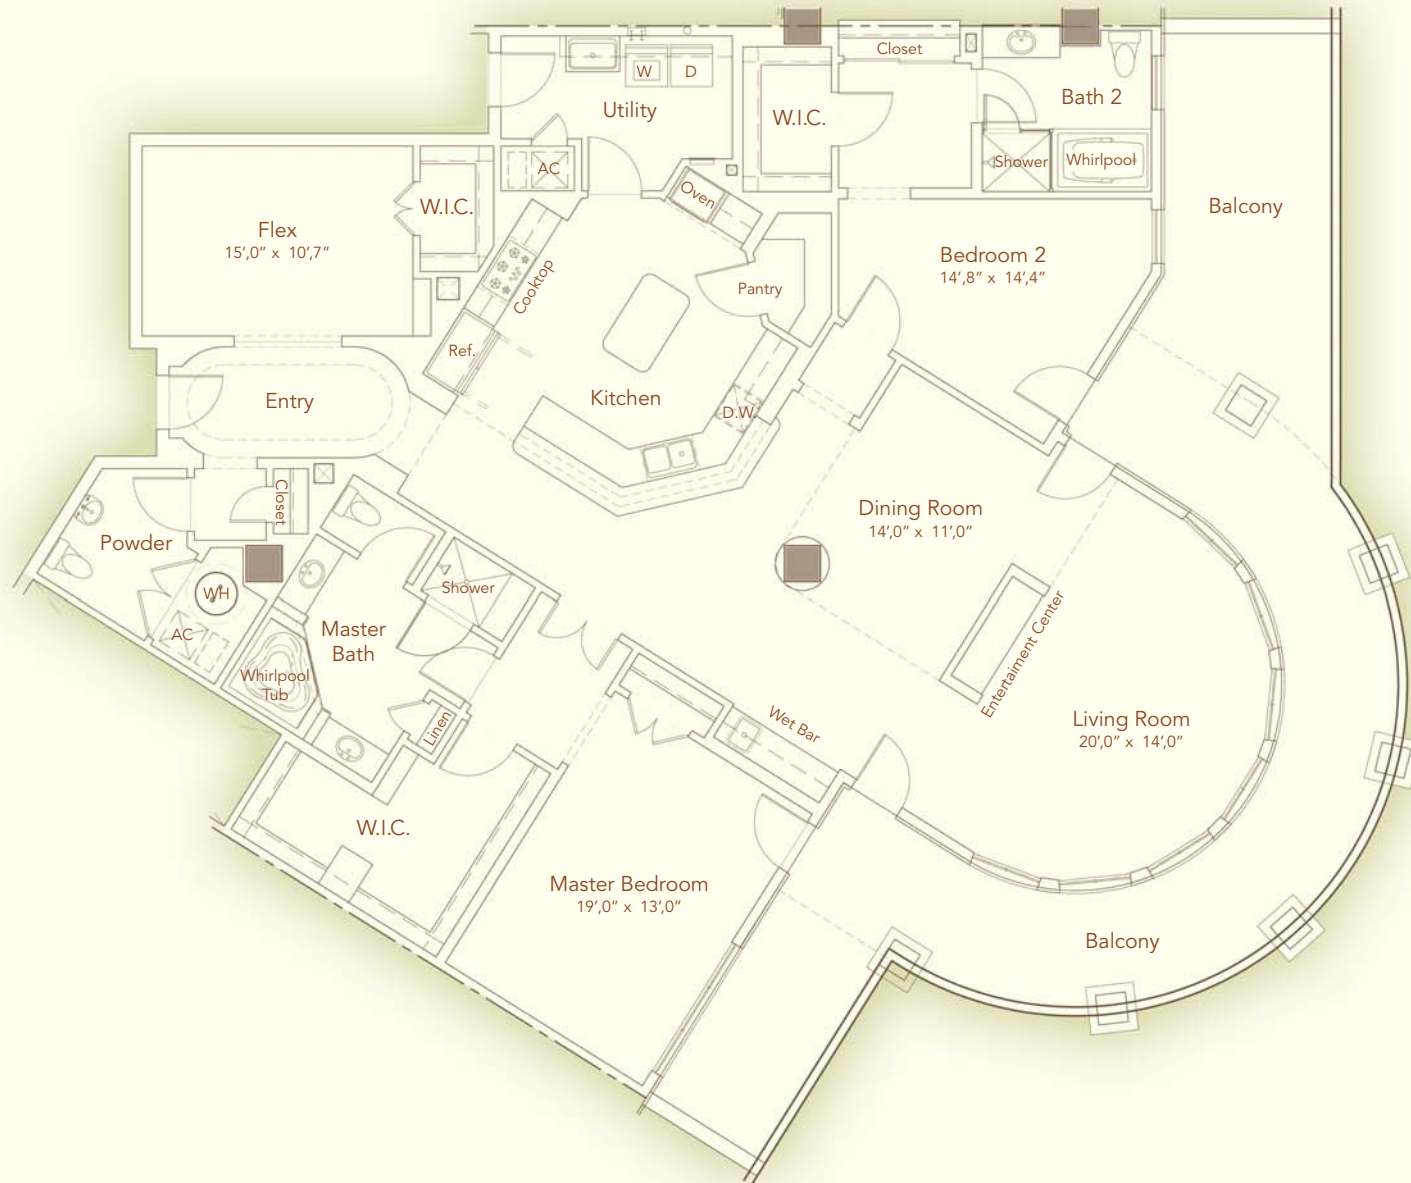 Closet
W
D
Bath 2
Utility
W.I.C.
AC
Shower
Whirlpool
Oven
W.I.C.
Balcony
Flex
15',0" x 10',7"
Bedroom 2
14',8" x 14',4"
Cooktop
Pantry
Ref.
Entry
Kitchen
D.W.
Closet
Dining Room
14',0" x 11',0"
Powder
WH
Shower
AC
Master
Bath
Entertaiment Center
Whirlpool
Tub
Linen
Wet Bar
Living Room
20',0" x 14',0"
W.I.C.
Master Bedroom
19',0" x 13',0"
Balcony